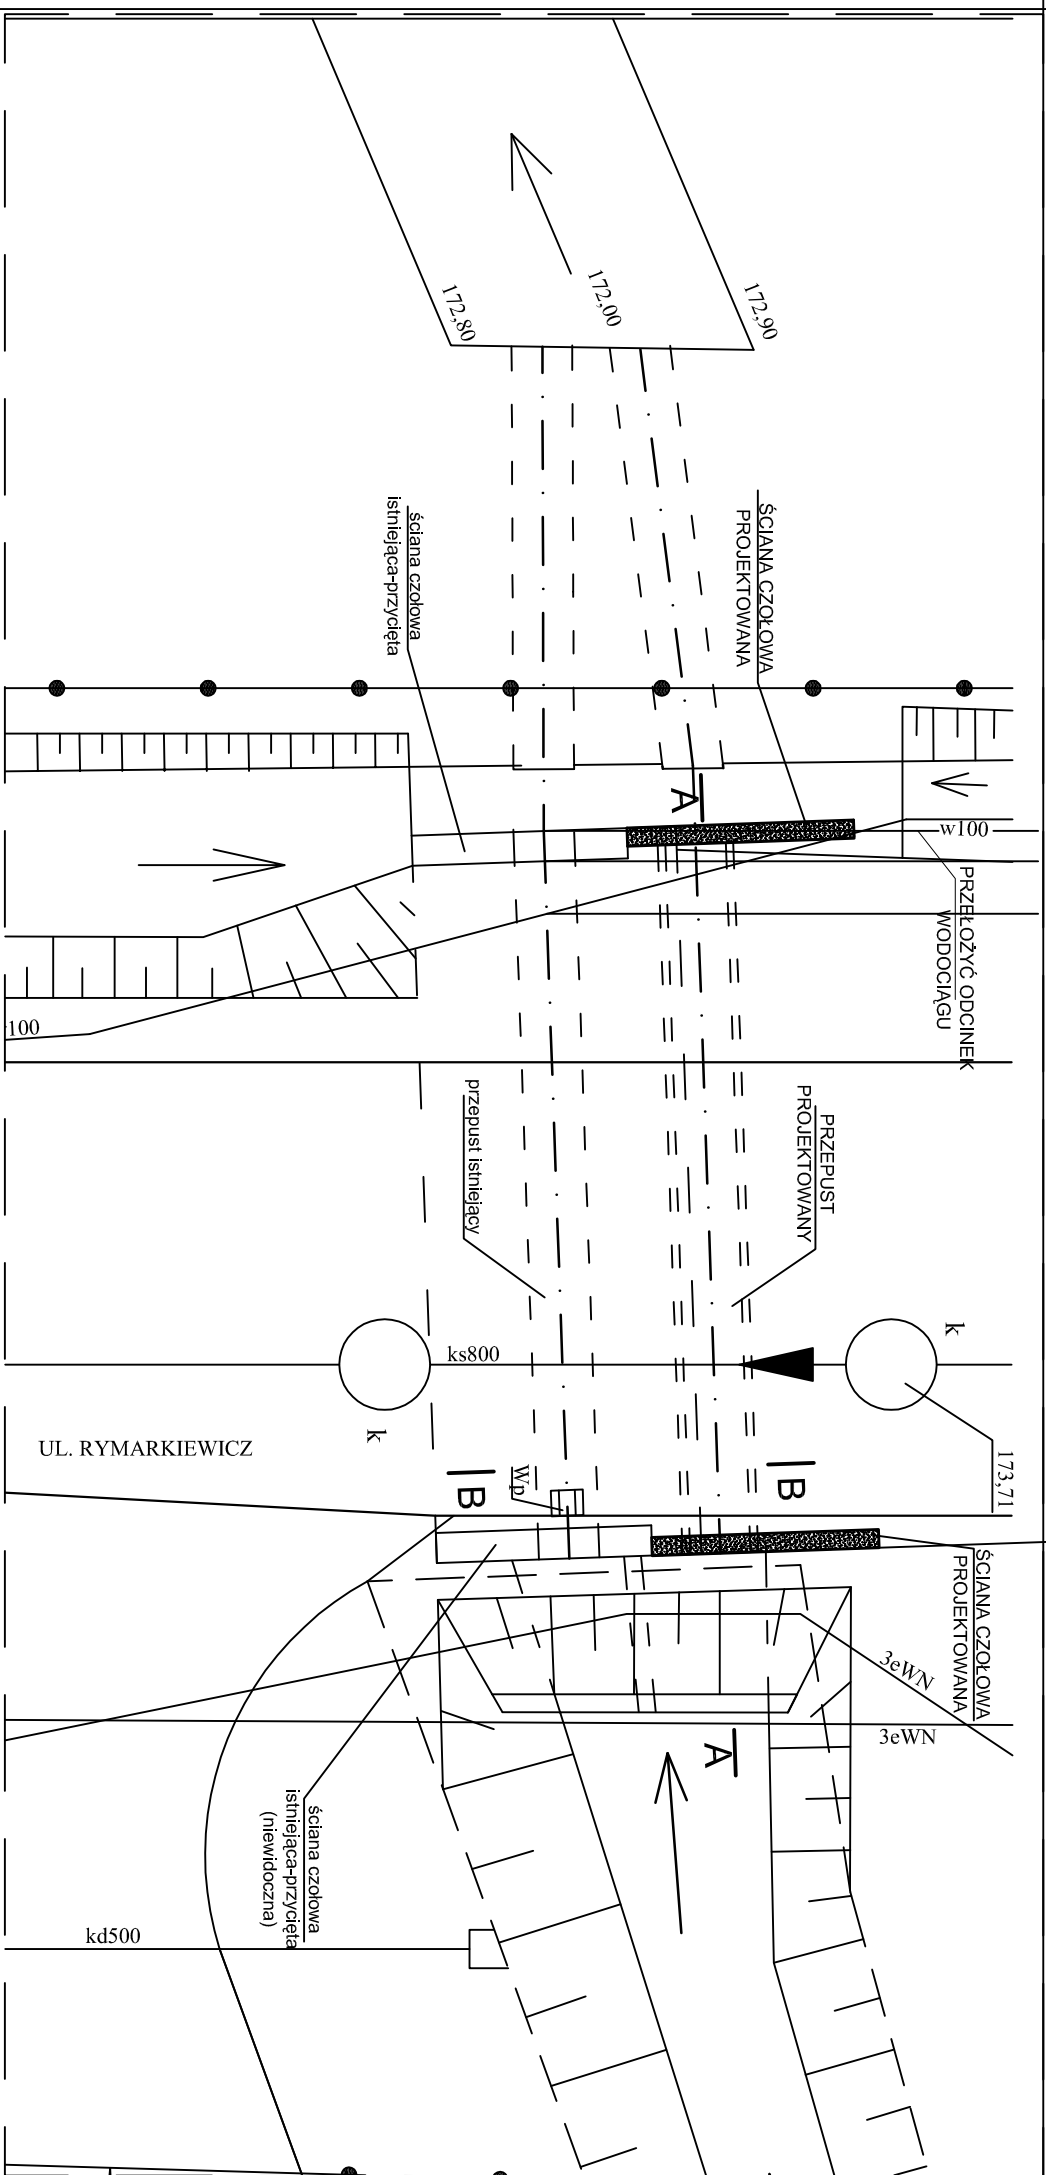 172,80
172,00
172,90
ściana czołowa
istniejąca-przycięta
ŚCIANA CZOŁOWA
PROJEKTOWANA
A
w100
PRZEŁOŻYĆ ODCINEK
WODOCIĄGU
100
przepust istniejący
PRZEPUST
PROJEKTOWANY
k
ks800
k
173,71
UL. RYMARKIEWICZ
B
Wp
B
ŚCIANA CZOŁOWA
PROJEKTOWANA
3eWN
3eWN
A
ściana czołowa
istniejąca-przycięta
(niewidoczna)
kd500